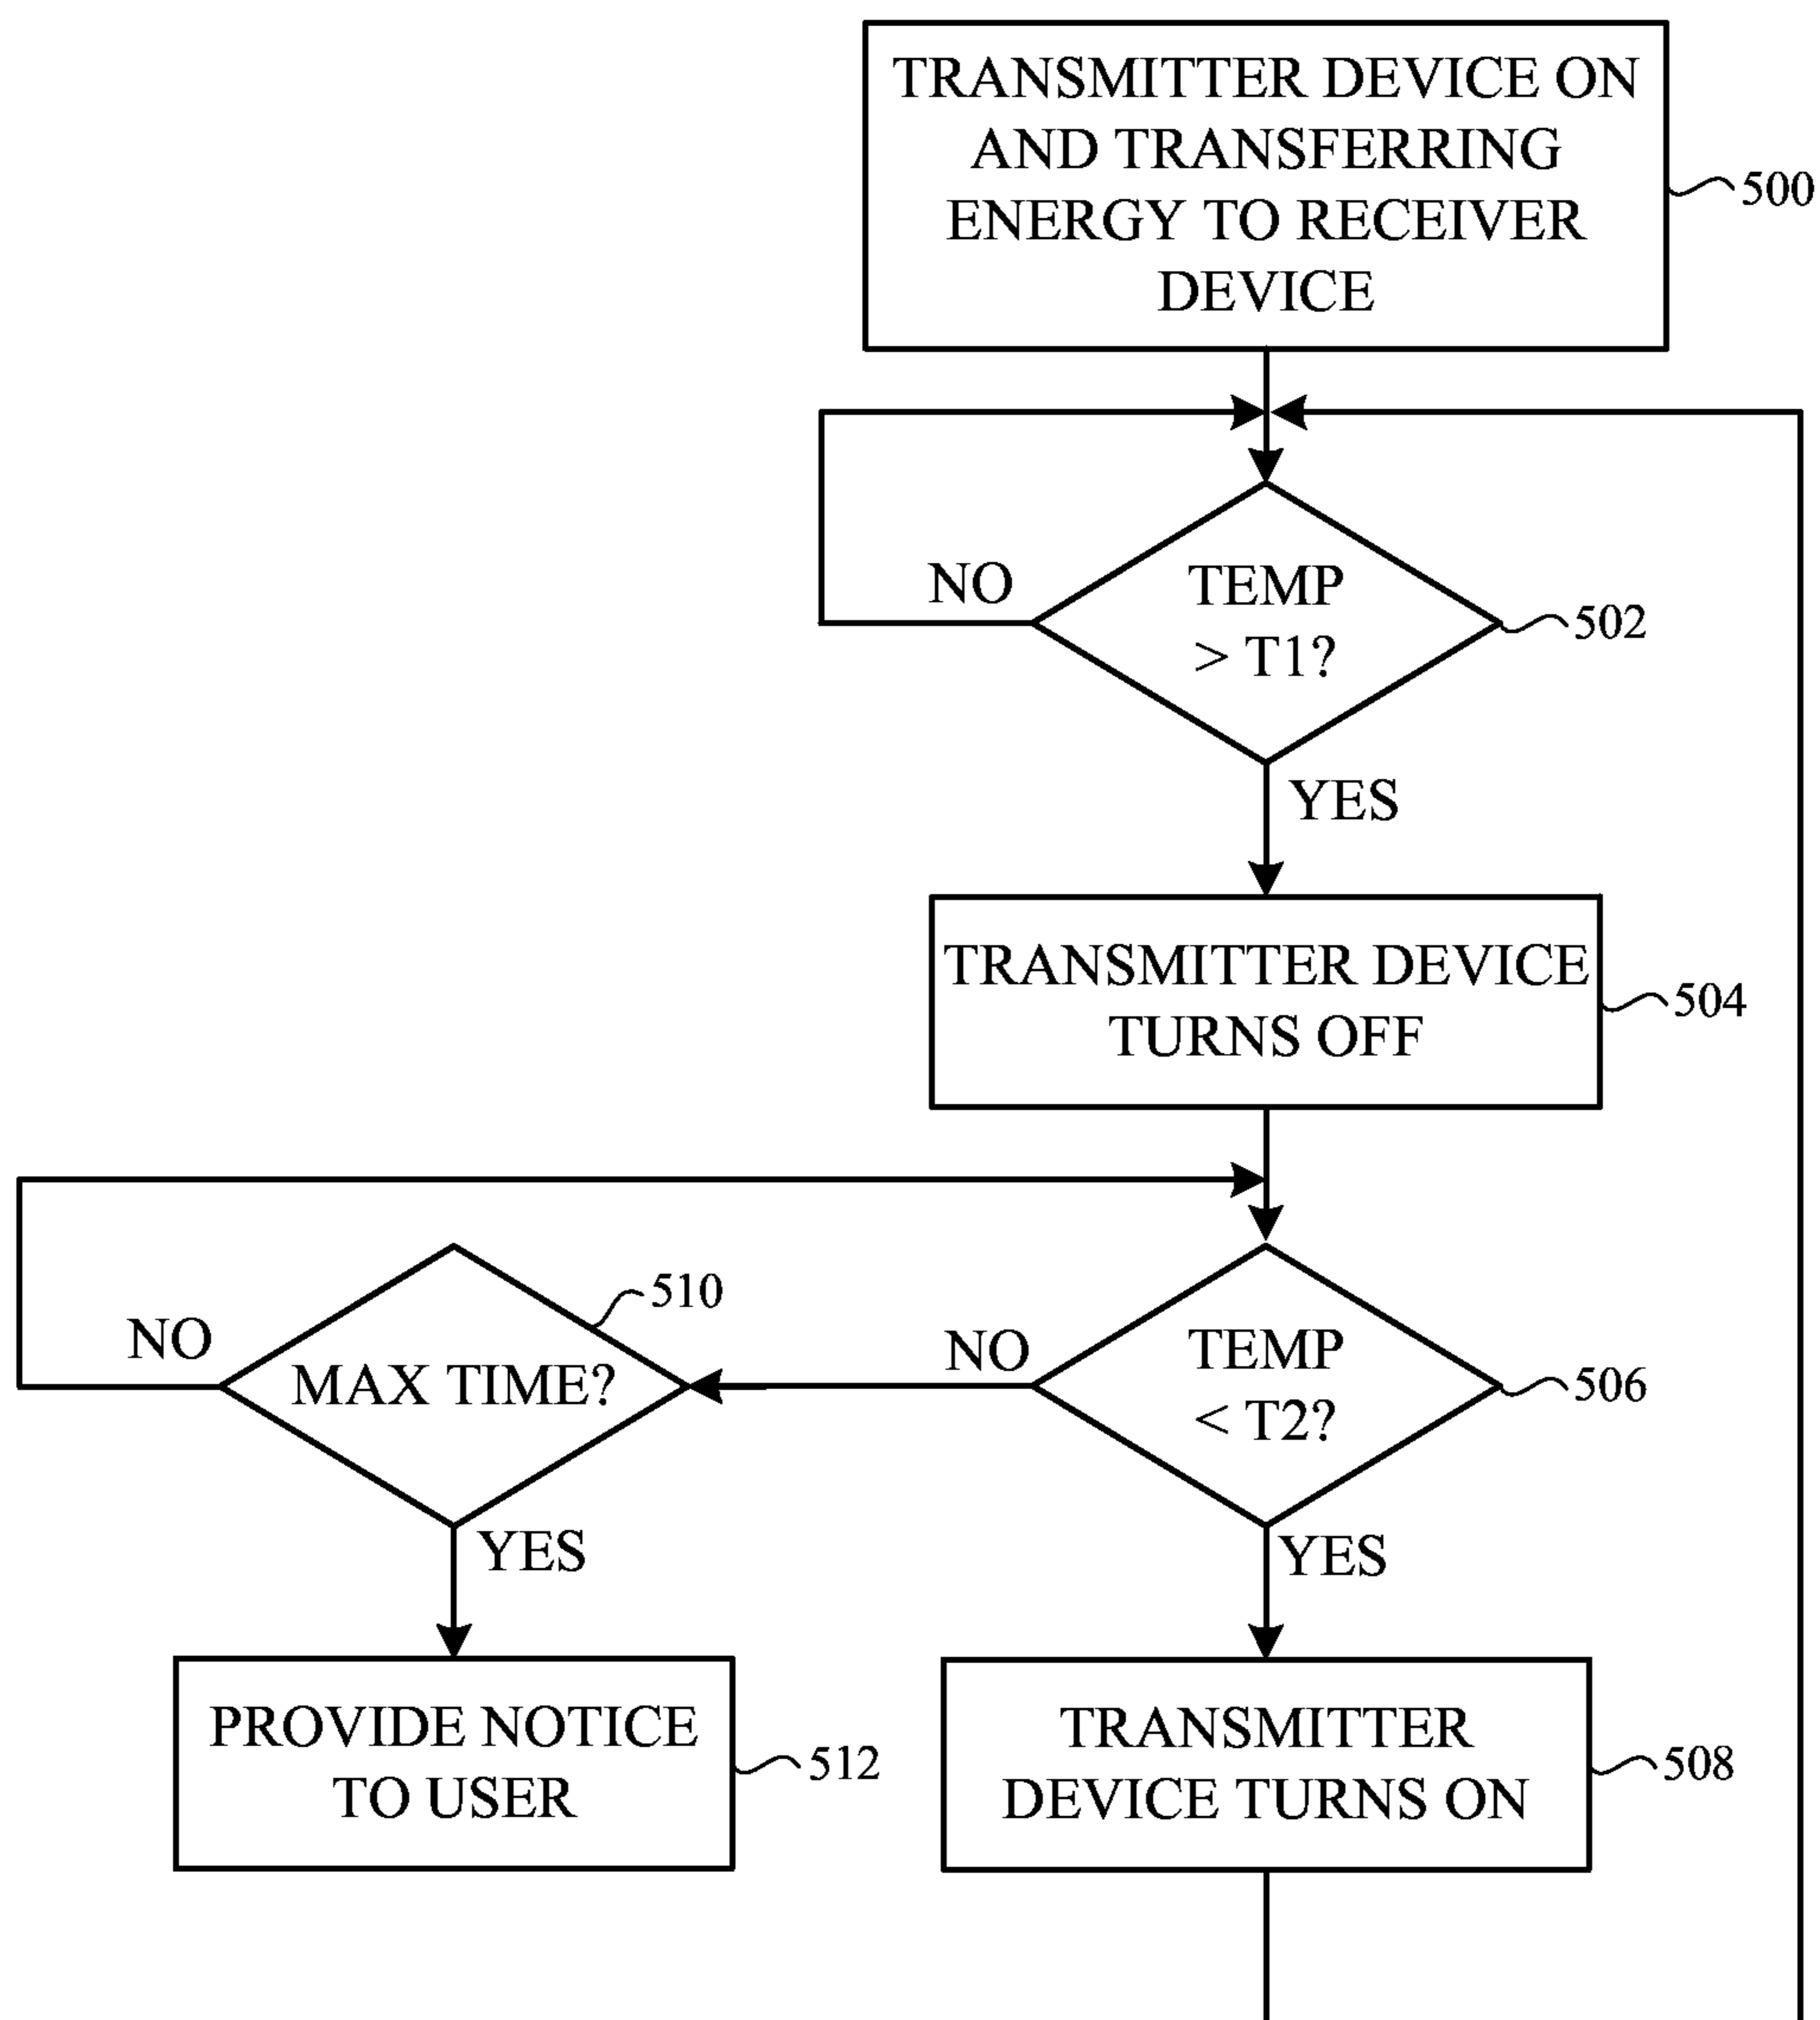 TRANSMITTER DEVICE ON
AND TRANSFERRING
ENERGY TO RECEIVER
DEVICE
500
NO
TEMP
> T1?
502
YES
TRANSMITTER DEVICE
TURNS OFF
504
510
NO
MAX TIME?
NO
TEMP
< T2?
506
YES
YES
PROVIDE NOTICE
TO USER
512
TRANSMITTER
DEVICE TURNS ON
508